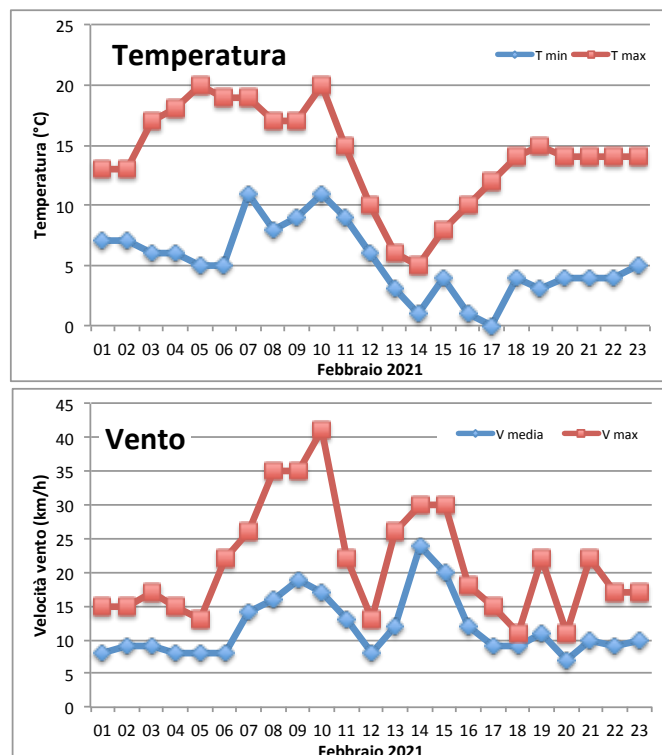 Temperatura
T min
T max
Temperatura (°C)
25
20
15
10
5
0
01 02 03 04 05 06 07 08 09 10 11 12 13 14 15 16 17 18 19 20 21 22 23
Febbraio 2021
Vento
V media
V max
Velocità vento (km/h)
45
40
35
30
25
20
15
10
5
0
01 02 03 04 05 06 07 08 09 10 11 12 13 14 15 16 17 18 19 20 21 22 23
Febbraio 2021